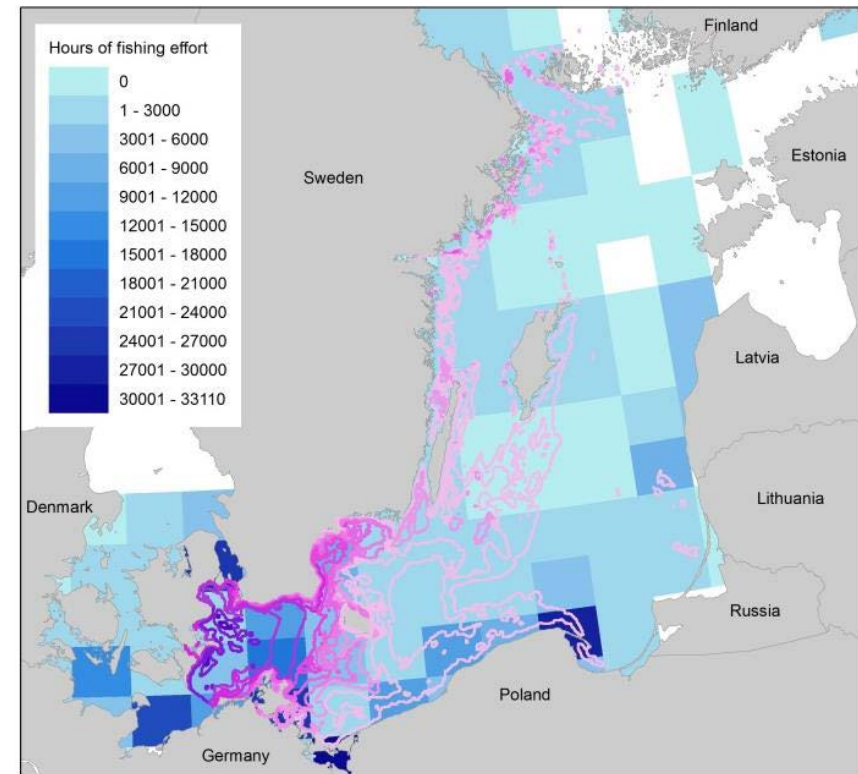 Hours of fishing effort
0
1 - 3000
3001 - 6000
6001 - 9000
9001 - 12000
12001 - 15000
15001 - 18000
18001 - 21000
21001 - 24000
24001 - 27000
27001 - 30000
30001 - 33110
Finland
Estonia
Sweden
Latvia
Lithuania
Denmark
Russia
Poland
Germany